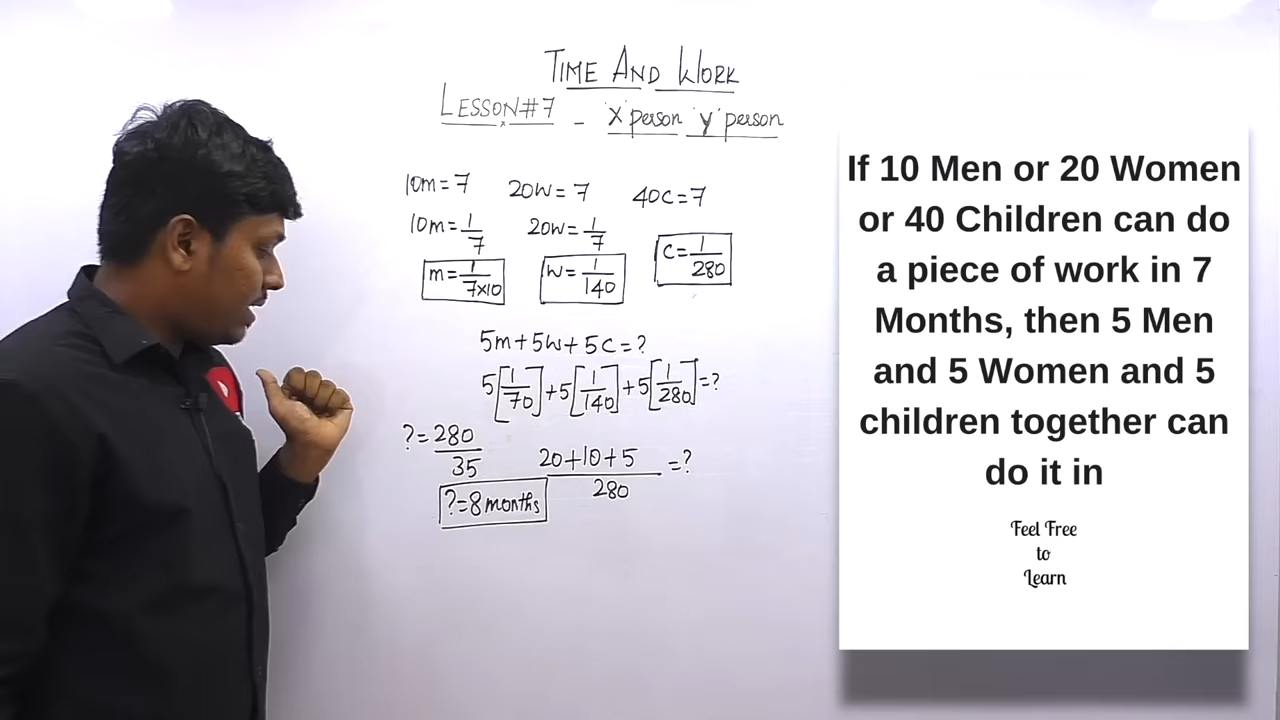 TIME AND WORK
LESSON#7 - 'X' person 'y' person
10m=7 20W=7 40C=7
10m=1/7 20W=1/7 C=1/280
m=1/7×10 W=1/140
5m+5W+5C=?
5[1/70]+5[1/140]+5[1/280]=?
?=280/35 20+10+5/280=?
?=8 months
If 10 Men or 20 Women
or 40 Children can do
a piece of work in 7
Months, then 5 Men
and 5 Women and 5
children together can
do it in
Feel Free
to
Learn